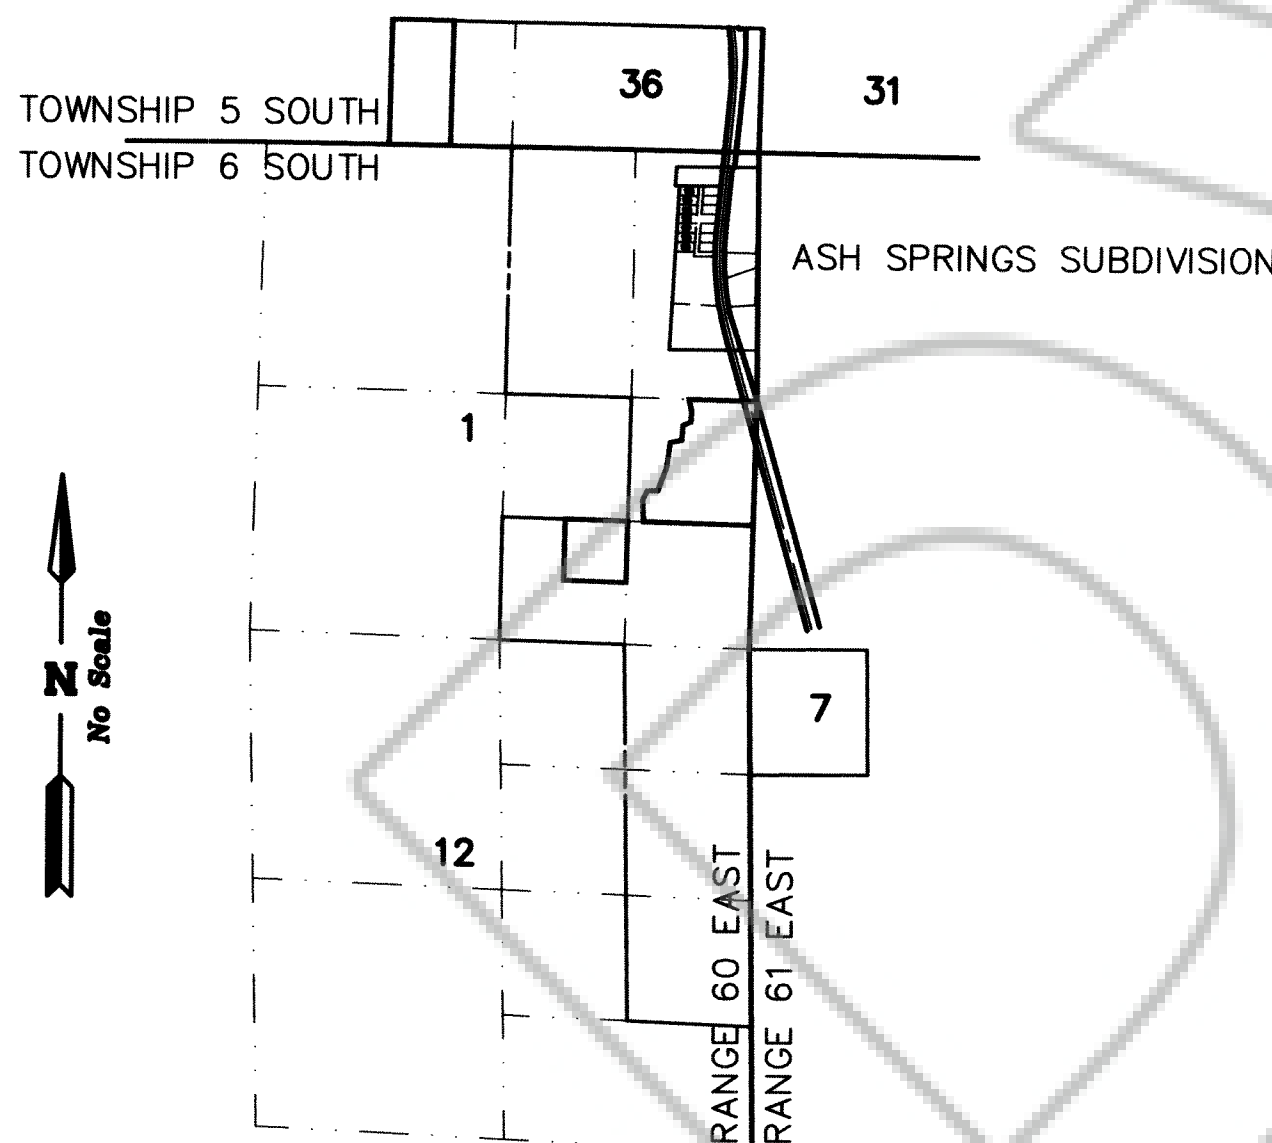 36
31
TOWNSHIP 5 SOUTH
TOWNSHIP 6 SOUTH
ASH SPRINGS SUBDIVISION
1
N
No Scale
7
12
RANGE 60 EAST
RANGE 61 EAST